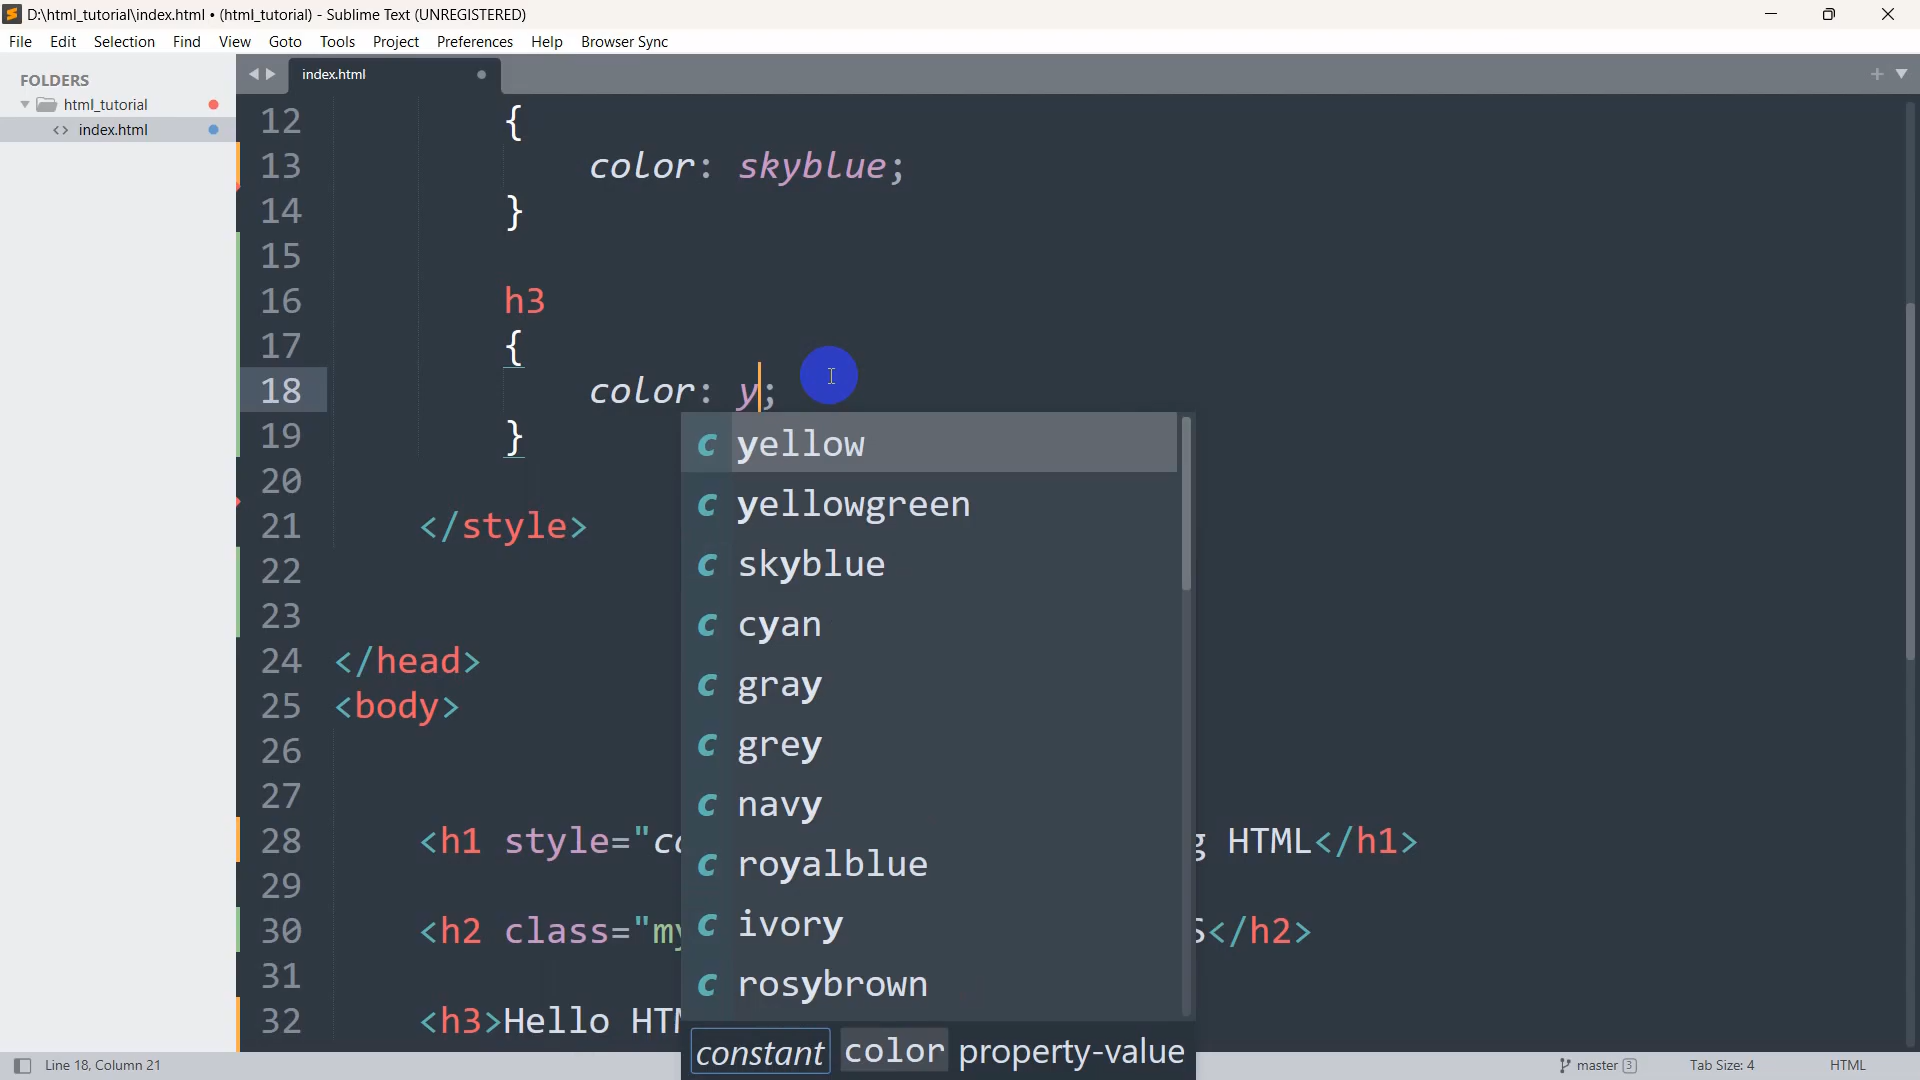 D:\html_tutorial\index.html • (html_tutorial) - Sublime Text (UNREGISTERED)
File Edit Selection Find View Goto Tools Project Preferences Help Browser Sync
FOLDERS
html_tutorial
<> index.html
index.html
12 {
13 color: skyblue;
14 }
15
16 h3
17 {
18 color: y;
19 }
20
21 </style>
22
23
24 </head>
25 <body>
26
27
28 <h1 style="co HTML</h1>
29
30 <h2 class="my S</h2>
31
32 <h3>Hello HTM
c yellow
c yellowgreen
c skyblue
c cyan
c gray
c grey
c navy
c royalblue
c ivory
c rosybrown
constant color property-value
Line 18, Column 21 master 3 Tab Size: 4 HTML